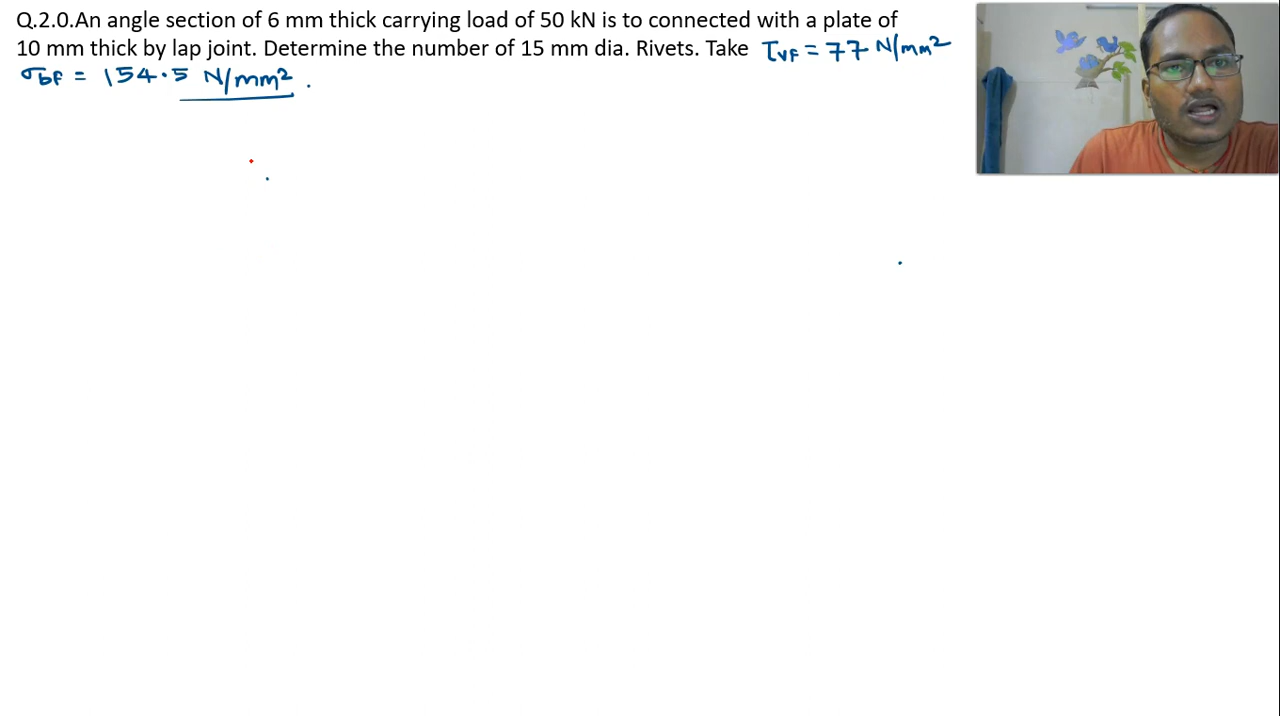 Q.2.0.An angle section of 6 mm thick carrying load of 50 kN is to connected with a plate of
10 mm thick by lap joint. Determine the number of 15 mm dia. Rivets. Take τvf = 77 N/mm²
σbf = 154.5 N/mm².